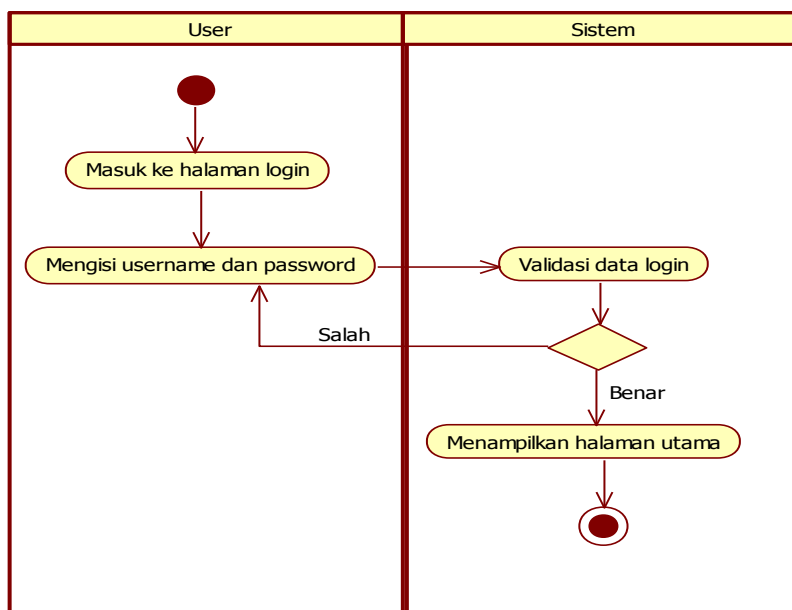 User
Sistem
Masuk ke halaman login
Mengisi username dan password
Validasi data login
Salah
Benar
Menampilkan halaman utama